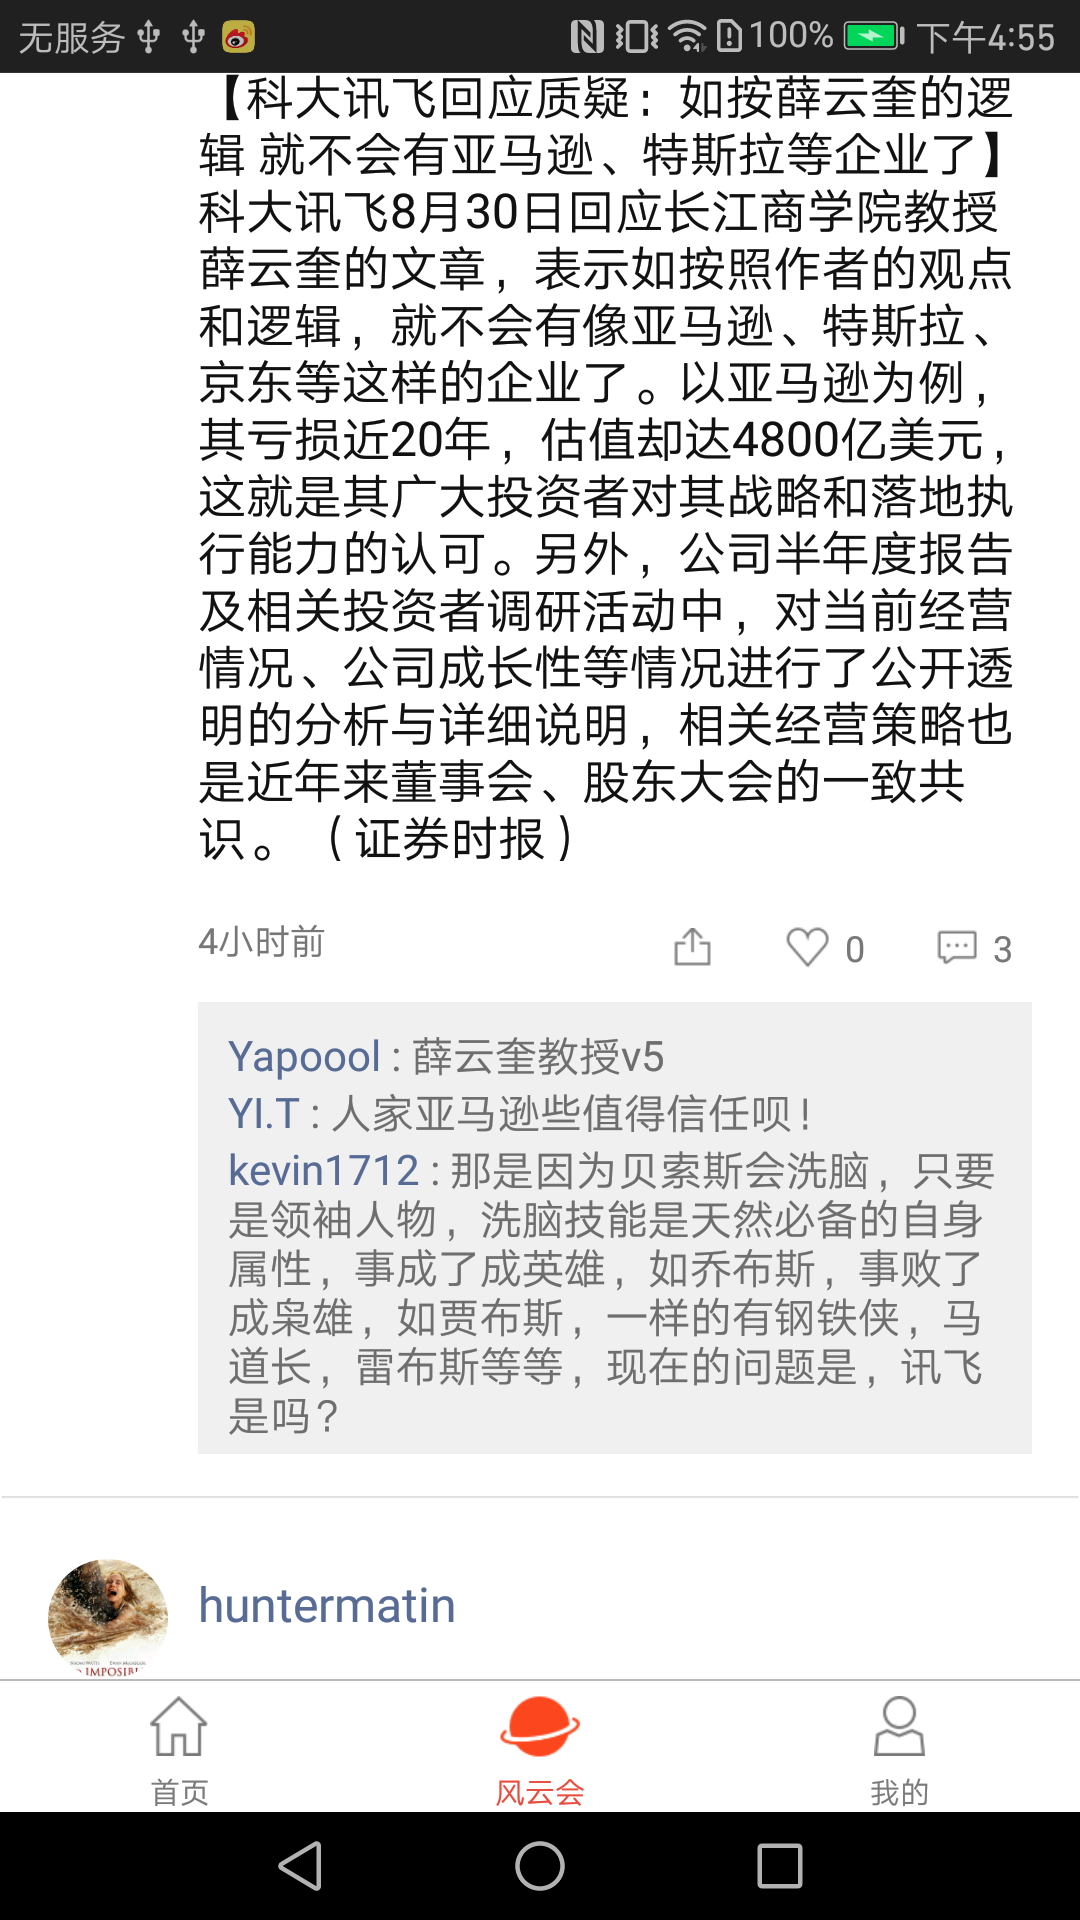 无服务
100%
下午4:55
【科大讯飞回应质疑：如按薛云奎的逻
辑 就不会有亚马逊、特斯拉等企业了】
科大讯飞8月30日回应长江商学院教授
薛云奎的文章，表示如按照作者的观点
和逻辑，就不会有像亚马逊、特斯拉、
京东等这样的企业了。以亚马逊为例，
其亏损近20年，估值却达4800亿美元，
这就是其广大投资者对其战略和落地执
行能力的认可。另外，公司半年度报告
及相关投资者调研活动中，对当前经营
情况、公司成长性等情况进行了公开透
明的分析与详细说明，相关经营策略也
是近年来董事会、股东大会的一致共
识。（证券时报）
4小时前
0
3
Yapoool : 薛云奎教授v5
YI.T : 人家亚马逊些值得信任呗！
kevin1712 : 那是因为贝索斯会洗脑，只要
是领袖人物，洗脑技能是天然必备的自身
属性，事成了成英雄，如乔布斯，事败了
成枭雄，如贾布斯，一样的有钢铁侠，马
道长，雷布斯等等，现在的问题是，讯飞
是吗？
huntermatin
首页
风云会
我的